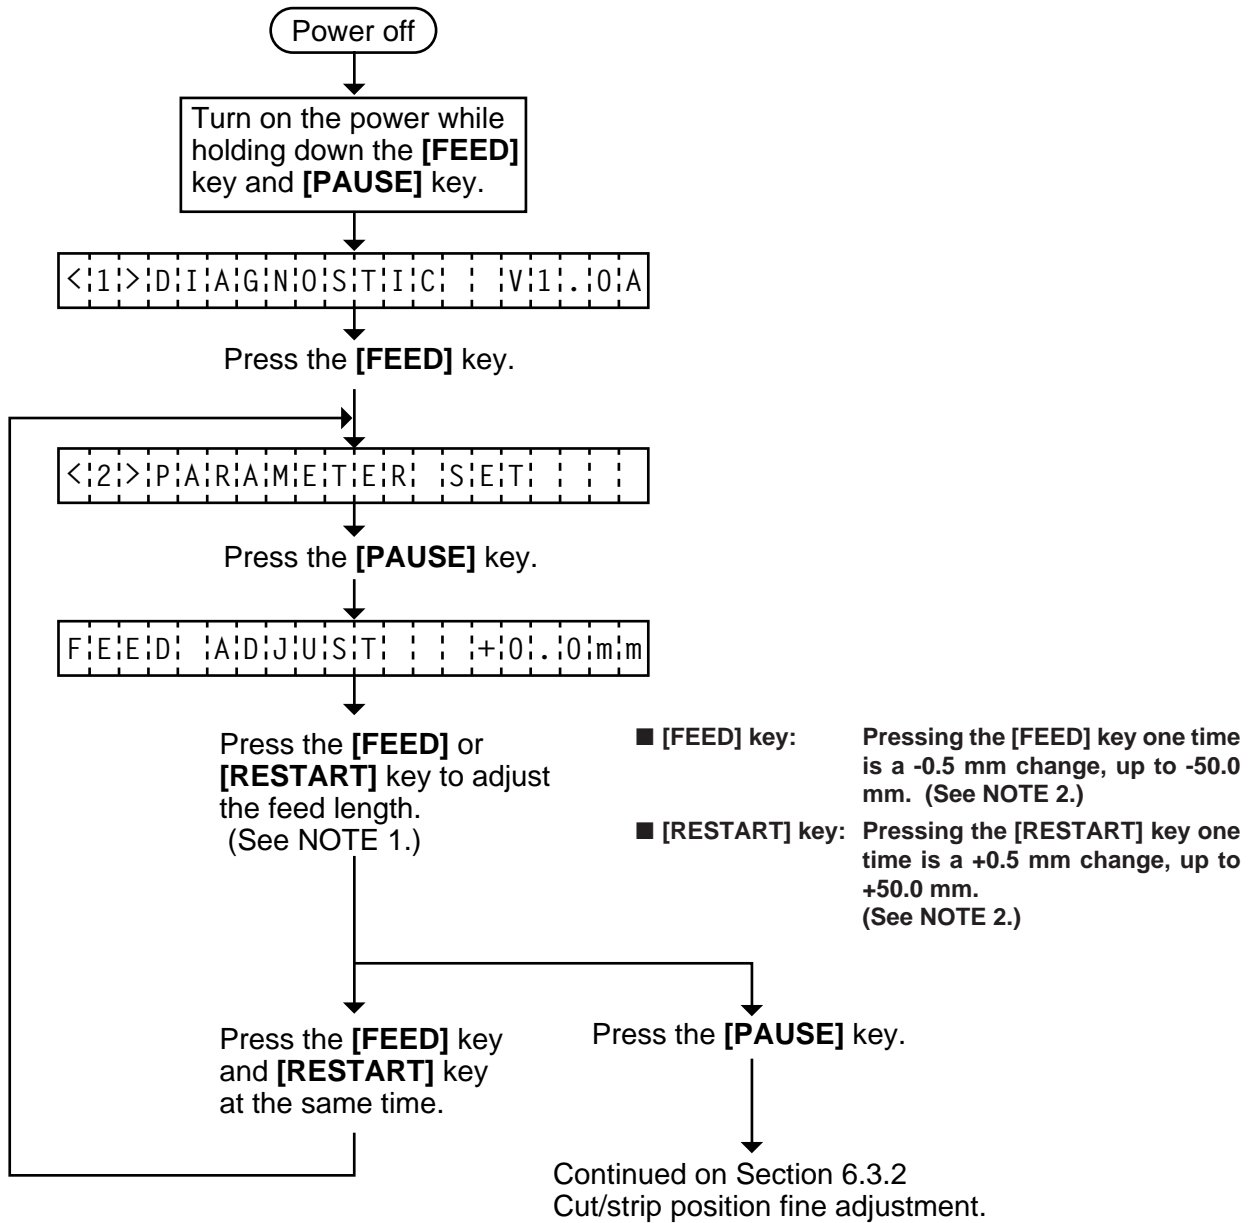 Power off
Turn on the power while
holding down the [FEED]
key and [PAUSE] key.
<1>DIAGNOSTIC  V1.0A
Press the [FEED] key.
<2>PARAMETER SET
Press the [PAUSE] key.
FEED ADJUST   +0.0mm
Press the [FEED] or
[RESTART] key to adjust
the feed length.
(See NOTE 1.)
■ [FEED] key: Pressing the [FEED] key one time
is a -0.5 mm change, up to -50.0
mm. (See NOTE 2.)
■ [RESTART] key: Pressing the [RESTART] key one
time is a +0.5 mm change, up to
+50.0 mm.
(See NOTE 2.)
Press the [FEED] key
and [RESTART] key
at the same time.
Press the [PAUSE] key.
Continued on Section 6.3.2
Cut/strip position fine adjustment.